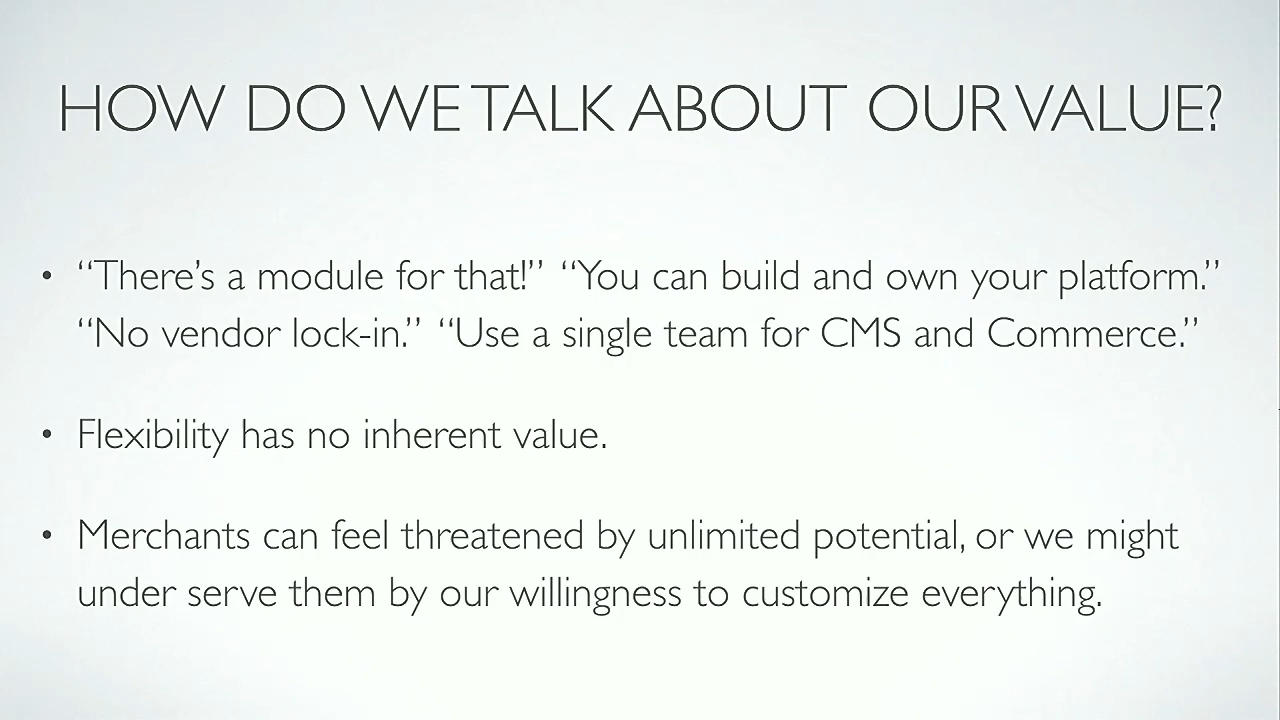 HOW DO WE TALK ABOUT OUR VALUE?
• “There’s a module for that!” “You can build and own your platform.”
“No vendor lock-in.” “Use a single team for CMS and Commerce.”
• Flexibility has no inherent value.
• Merchants can feel threatened by unlimited potential, or we might
under serve them by our willingness to customize everything.